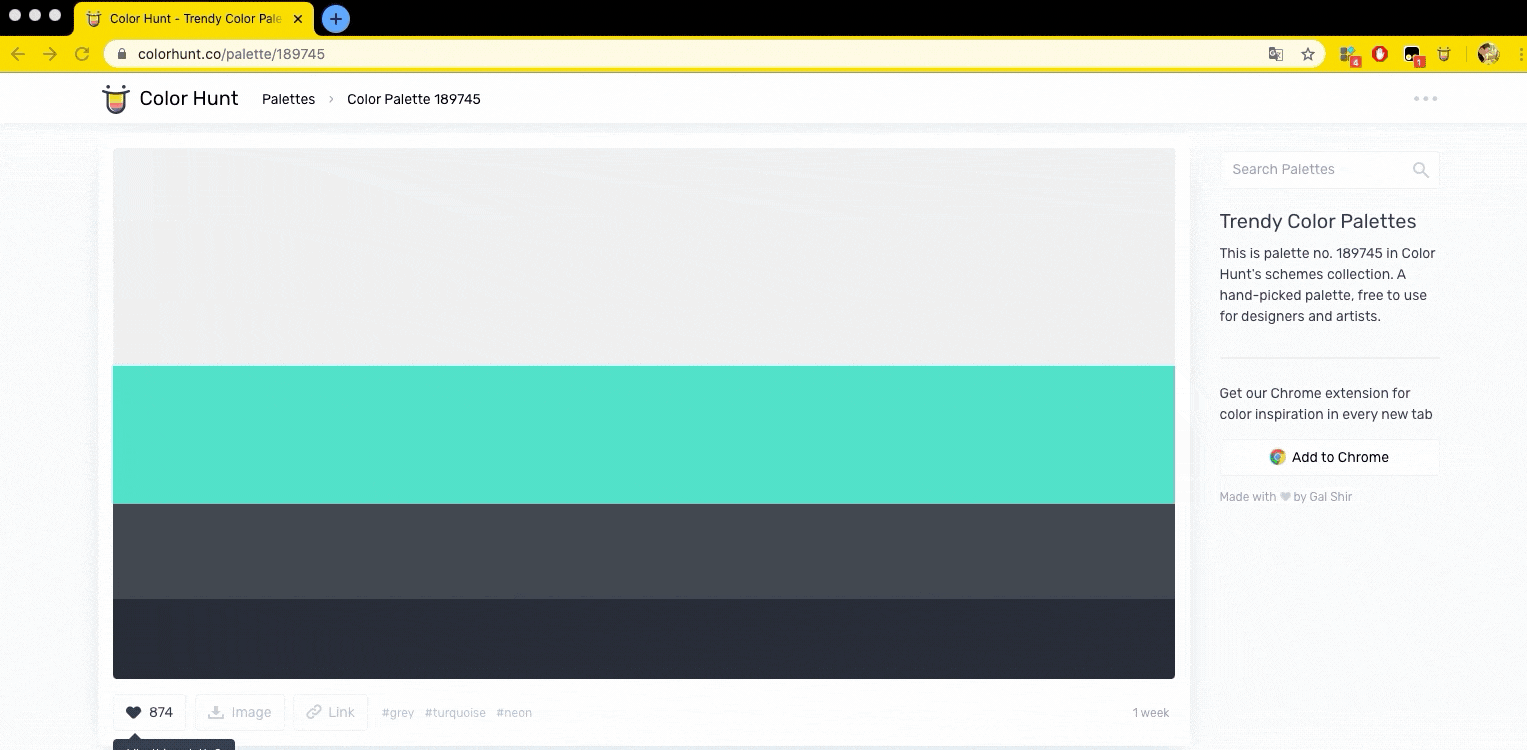 Color Hunt - Trendy Color Pale
colorhunt.co/palette/189745
4
1
Color Hunt
Palettes
Color Palette 189745
Search Palettes
Trendy Color Palettes
This is palette no. 189745 in Color
Hunt's schemes collection. A
hand-picked palette, free to use
for designers and artists.
Get our Chrome extension for
color inspiration in every new tab
Add to Chrome
Made with by Gal Shir
874
Image
Link
#grey #turquoise #neon
1 week